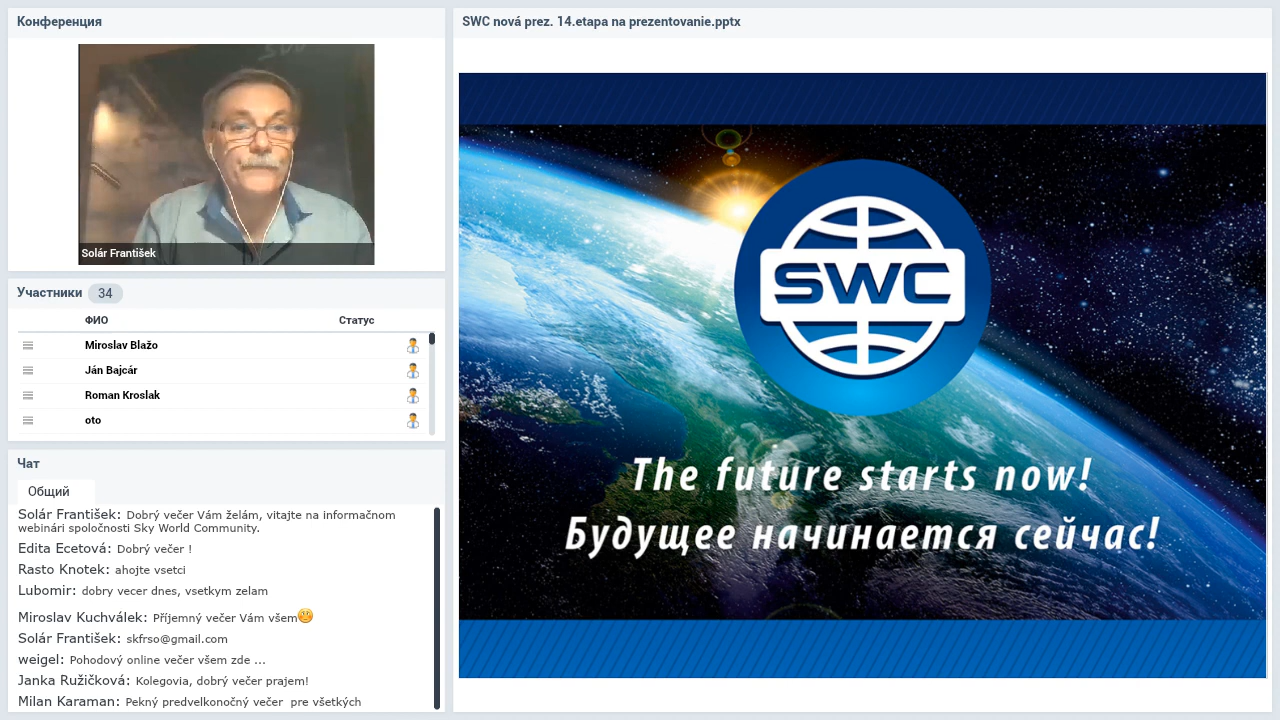 Конференция
Solár František
Участники 34
ФИО Статус
Miroslav Blažo
Ján Bajcár
Roman Kroslak
oto
Чат
Общий
Solár František: Dobrý večer Vám želám, vitajte na informačnom
webinári spoločnosti Sky World Community.
Edita Ecetová: Dobrý večer !
Rasto Knotek: ahojte vsetci
Lubomir: dobry vecer dnes, vsetkym zelam
Miroslav Kuchválek: Příjemný večer Vám všem
Solár František: skfrso@gmail.com
weigel: Pohodový online večer všem zde ...
Janka Ružičková: Kolegovia, dobrý večer prajem!
Milan Karaman: Pekný predvelkonočný večer  pre všetkých
SWC nová prez. 14.etapa na prezentovanie.pptx
SWC
The future starts now!
Будущее начинается сейчас!